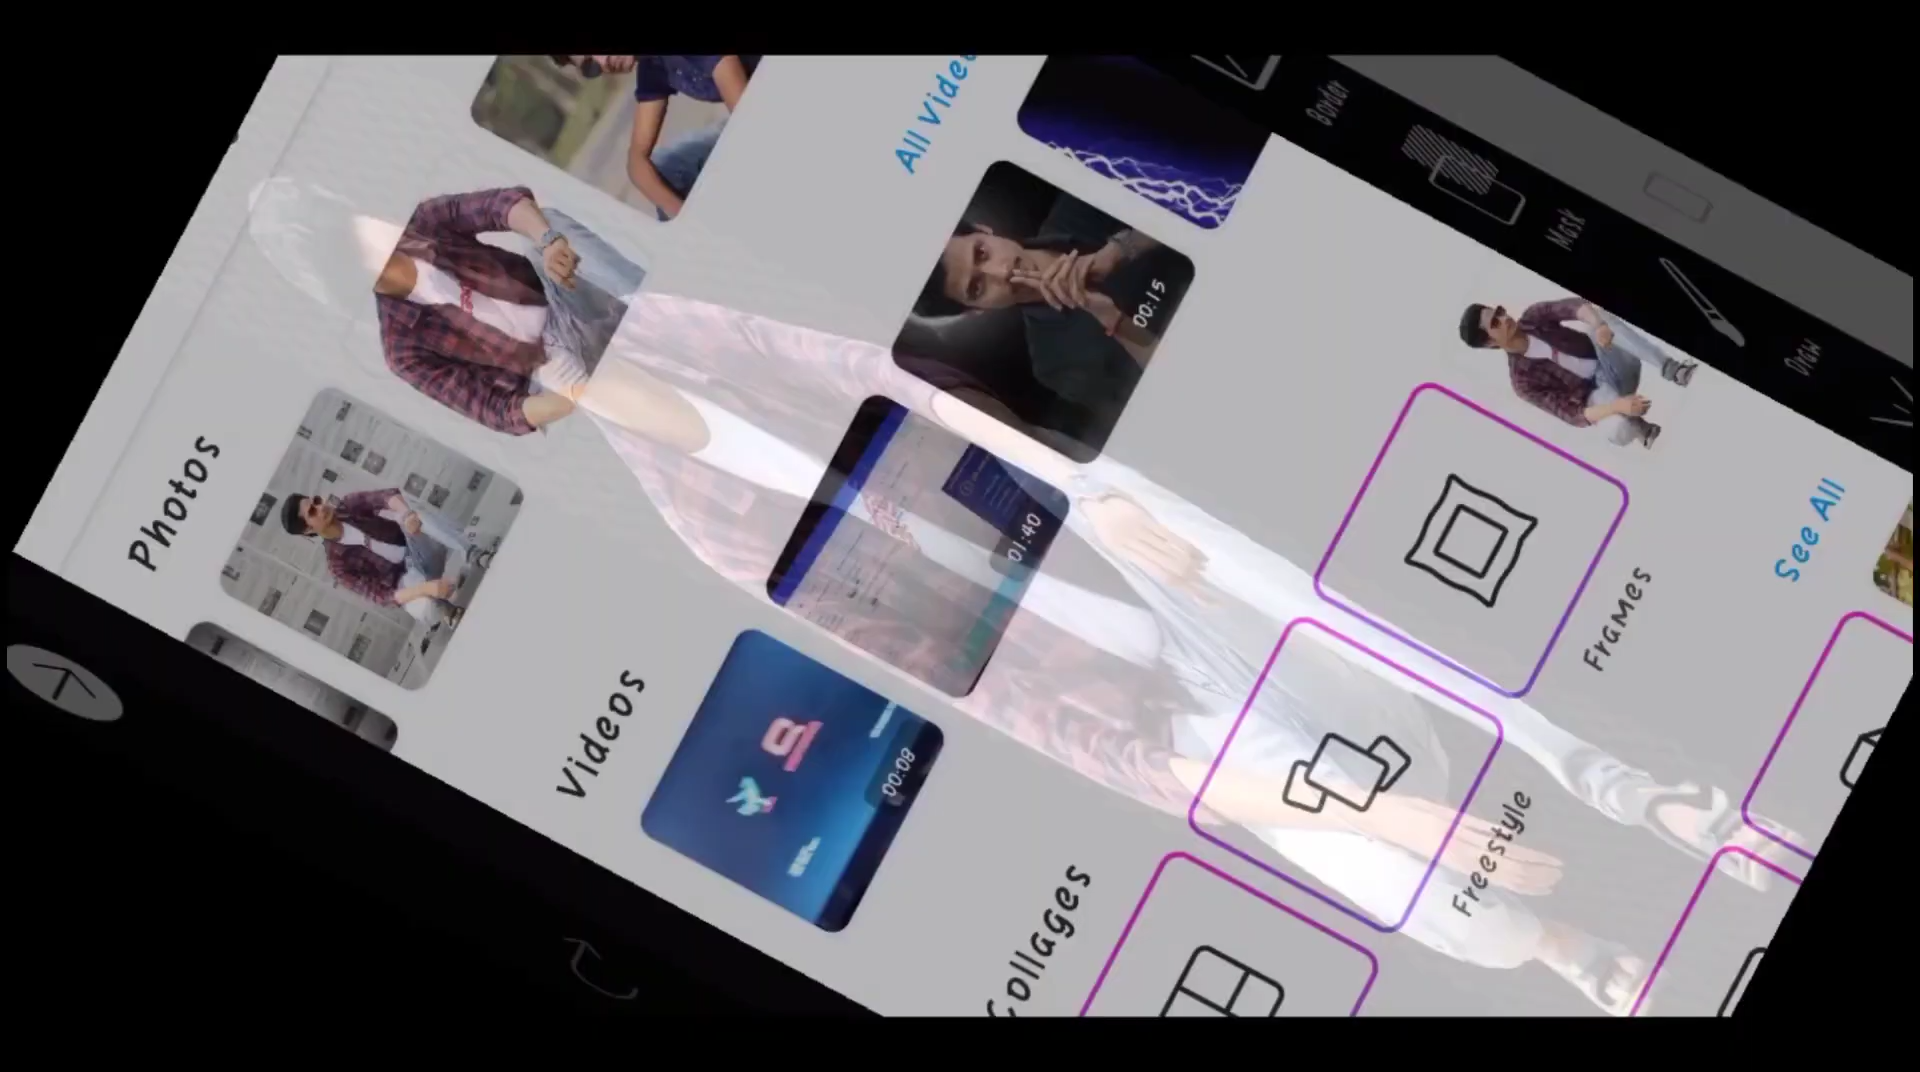 Photos
All Video
Videos
00:08
01:40
00:15
Collages
See All
Freestyle
Frames
Border
Mask
Draw